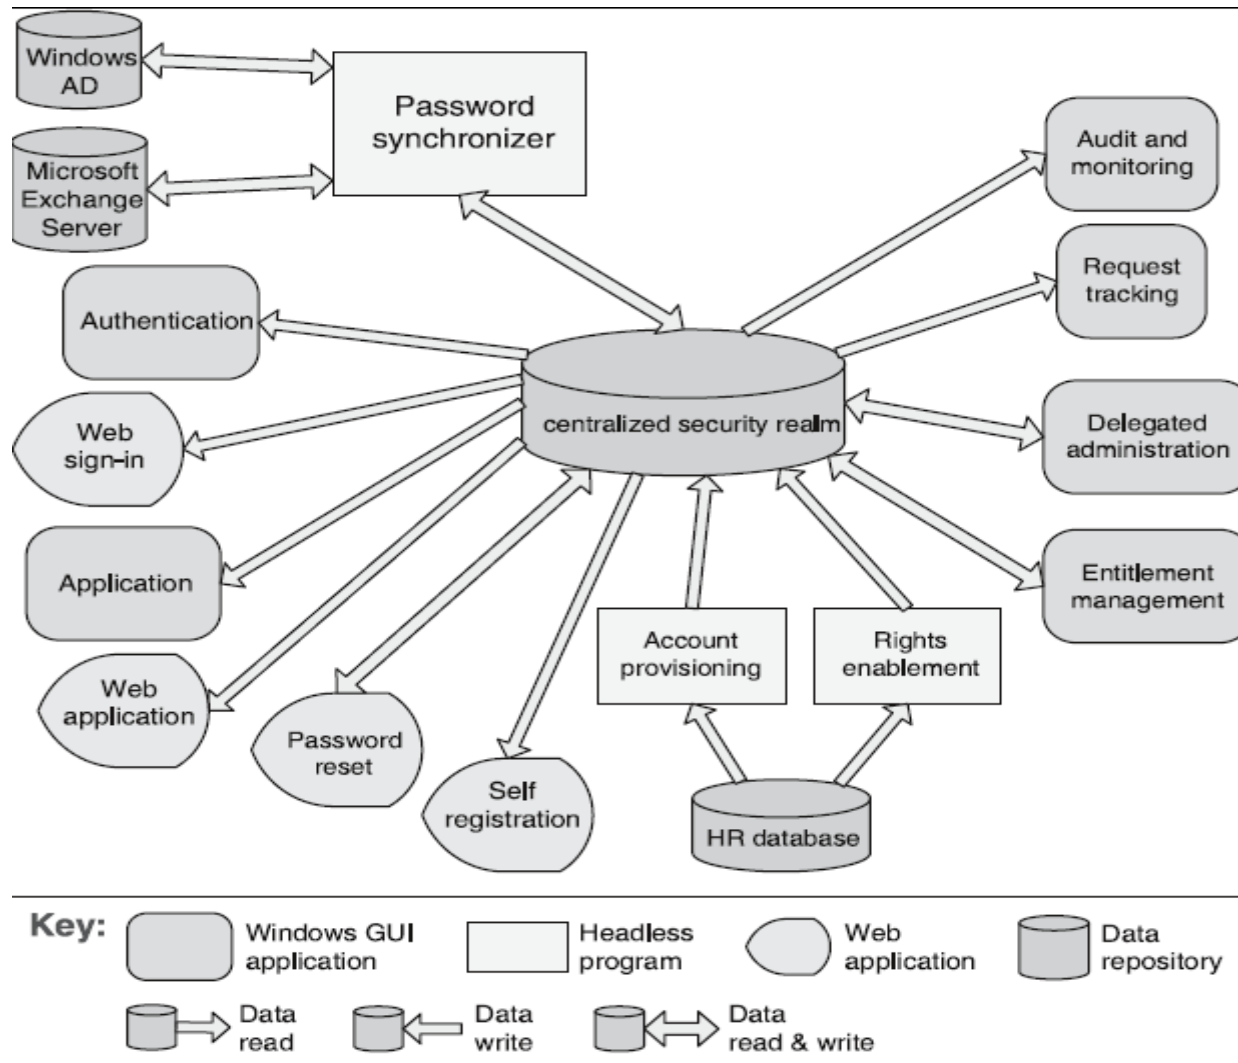 Windows
AD
Password
synchronizer
Microsoft
Exchange
Server
Audit and
monitoring
Request
tracking
Authentication
centralized security realm
Web
sign-in
Delegated
administration
Application
Entitlement
management
Account
provisioning
Rights
enablement
Web
application
Password
reset
Self
registration
HR database
Key:
Windows GUI
application
Headless
program
Web
application
Data
repository
Data
read
Data
write
Data
read & write